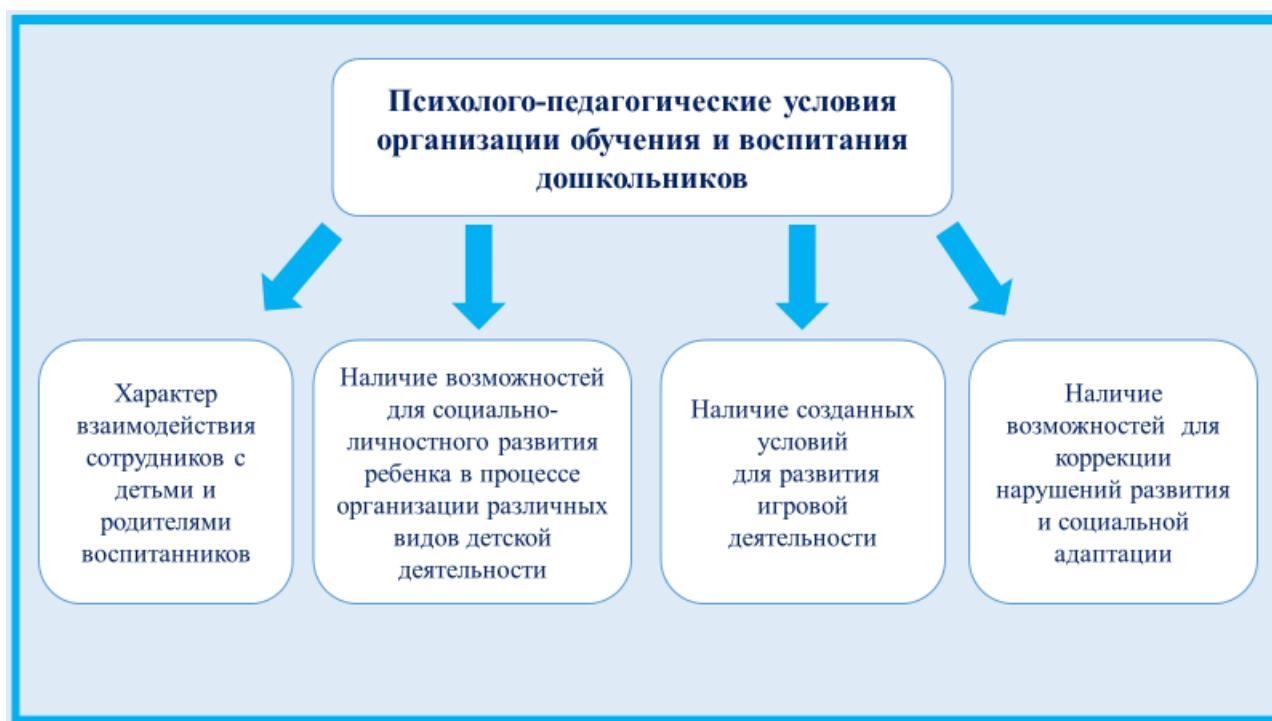 Психолого-педагогические условия
организации обучения и воспитания
дошкольников
Характер
взаимодействия
сотрудников с
детьми и
родителями
воспитанников
Наличие возможностей
для социально-
личностного развития
ребенка в процессе
организации различных
видов детской
деятельности
Наличие созданных
условий
для развития
игровой
деятельности
Наличие
возможностей для
коррекции
нарушений развития
и социальной
адаптации